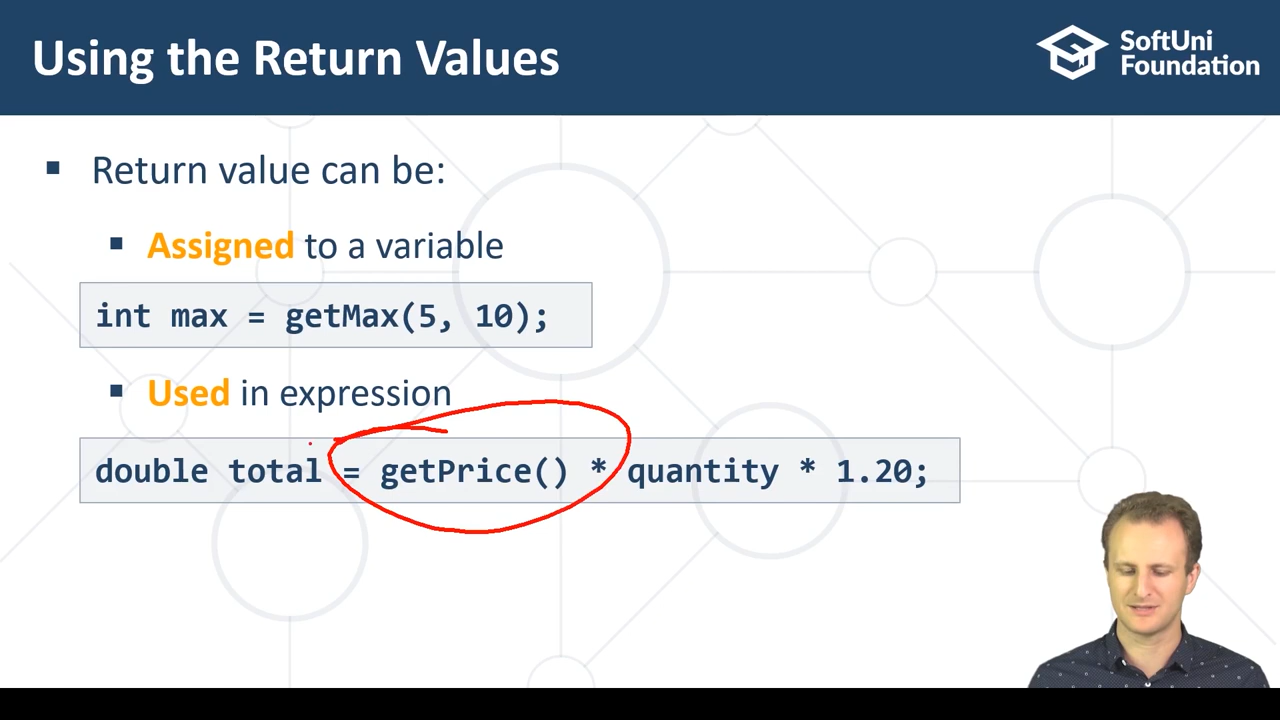 Using the Return Values
SoftUni
Foundation
Return value can be:
Assigned to a variable
int max = getMax(5, 10);
Used in expression
double total = getPrice() * quantity * 1.20;